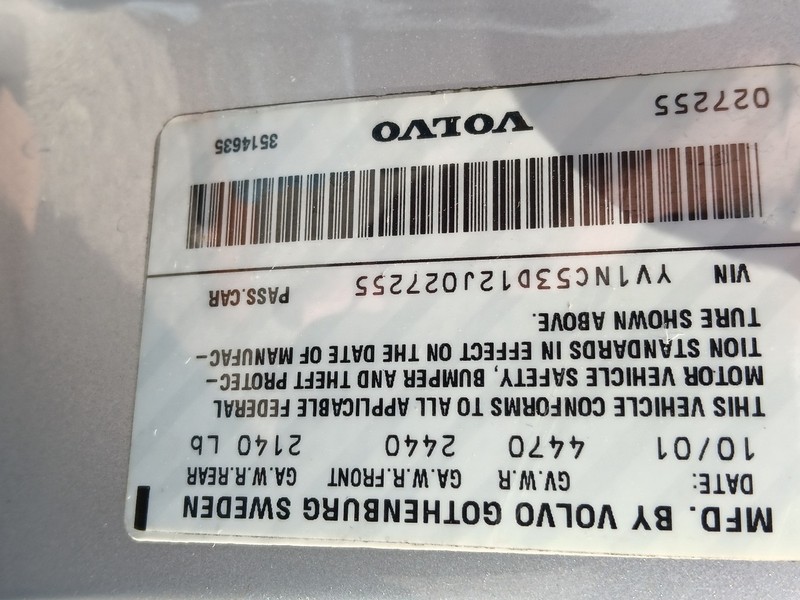 MFD. BY VOLVO GOTHENBURG SWEDEN
DATE: GV.W.R GA.W.R.FRONT GA.W.R.REAR
10/01 4470 2440 2140 Lb
THIS VEHICLE CONFORMS TO ALL APPLICABLE FEDERAL
MOTOR VEHICLE SAFETY, BUMPER AND THEFT PROTEC-
TION STANDARDS IN EFFECT ON THE DATE OF MANUFAC-
TURE SHOWN ABOVE.
VIN YV1NC53D12J027255 PASS.CAR
027255 VOLVO 3514635